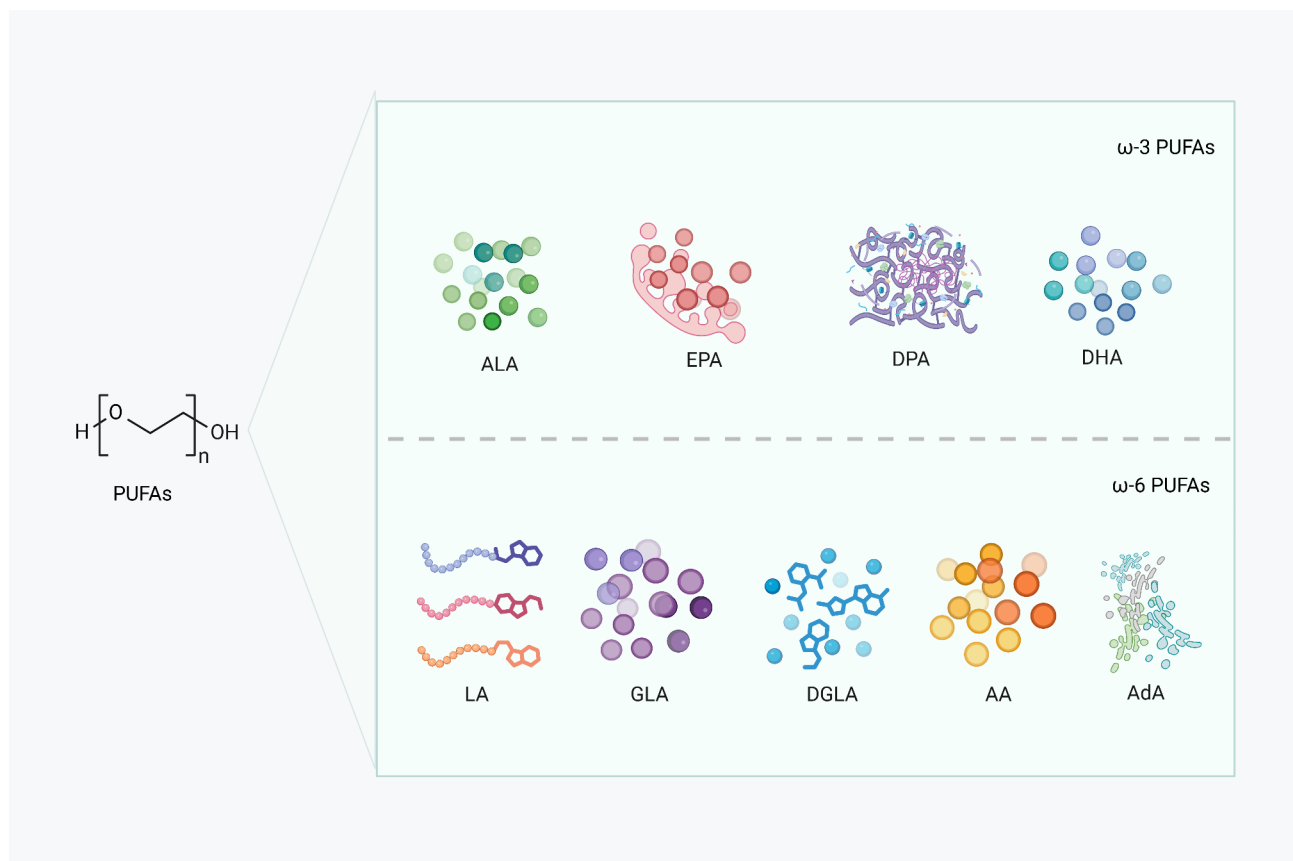 ω-3 PUFAs
ALA
EPA
DPA
DHA
H
O
OH
n
PUFAs
ω-6 PUFAs
LA
GLA
DGLA
AA
AdA